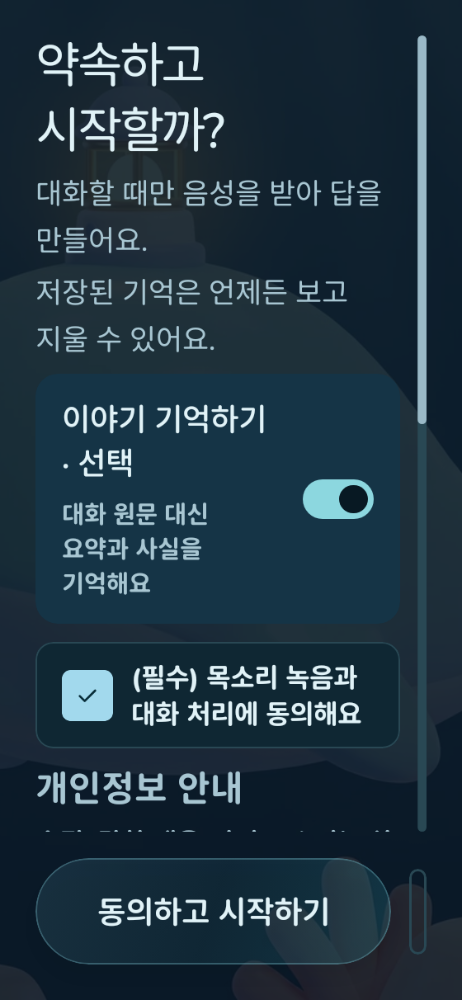 약속하고
시작할까?
대화할 때만 음성을 받아 답을
만들어요.
저장된 기억은 언제든 보고
지울 수 있어요.
이야기 기억하기
· 선택
대화 원문 대신
요약과 사실을
기억해요
(필수) 목소리 녹음과
대화 처리에 동의해요
개인정보 안내
동의하고 시작하기